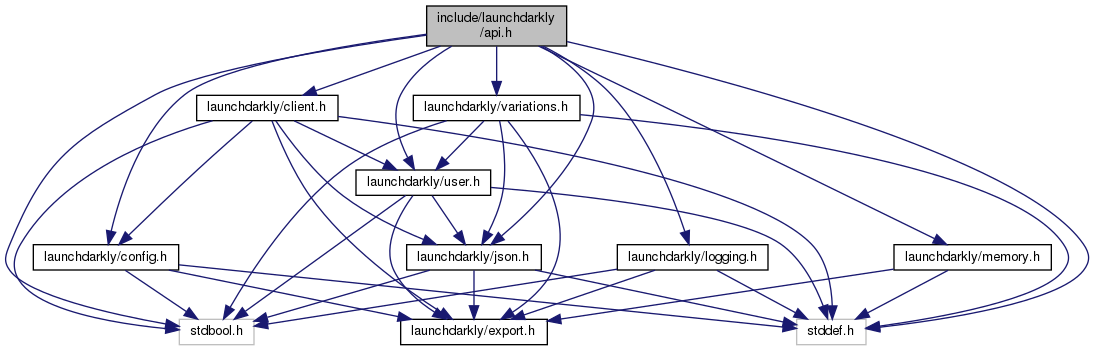 include/launchdarkly
/api.h
launchdarkly/client.h
launchdarkly/variations.h
launchdarkly/user.h
launchdarkly/config.h
launchdarkly/json.h
launchdarkly/logging.h
launchdarkly/memory.h
stdbool.h
launchdarkly/export.h
stddef.h